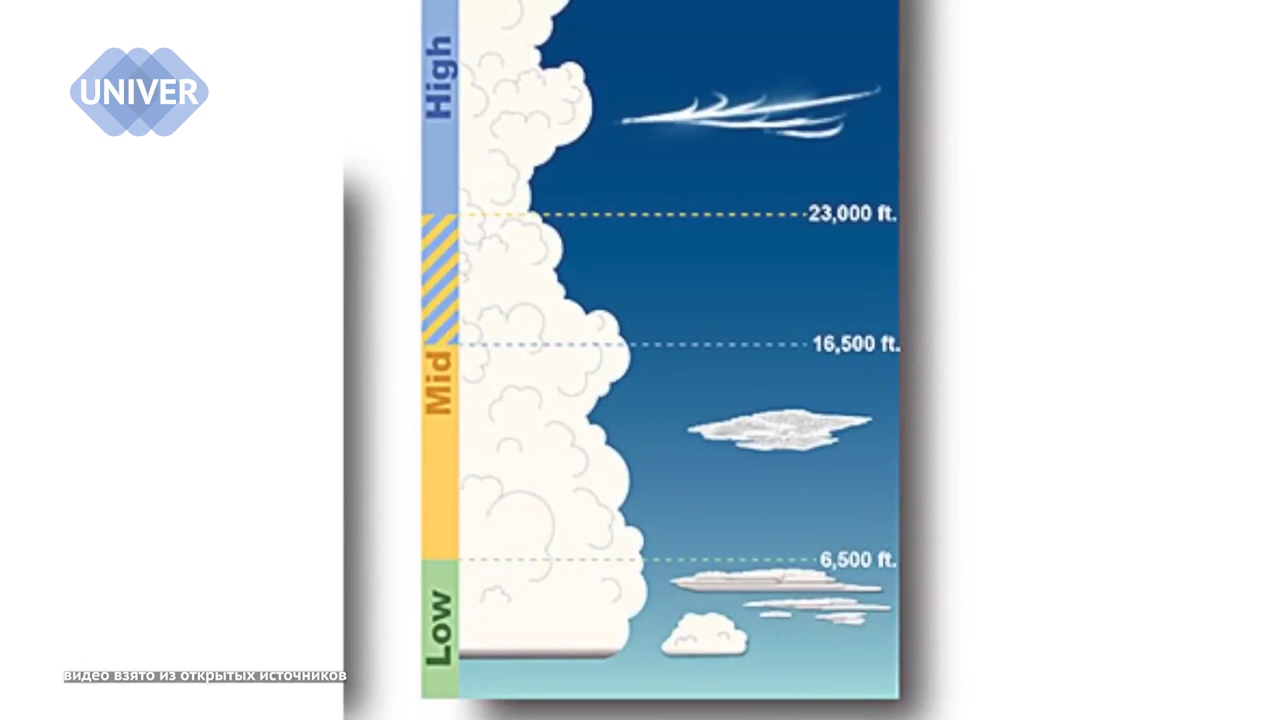 UNIVER
High
23,000 ft.
16,500 ft.
Mid
6,500 ft.
Low
видео взято из открытых источников